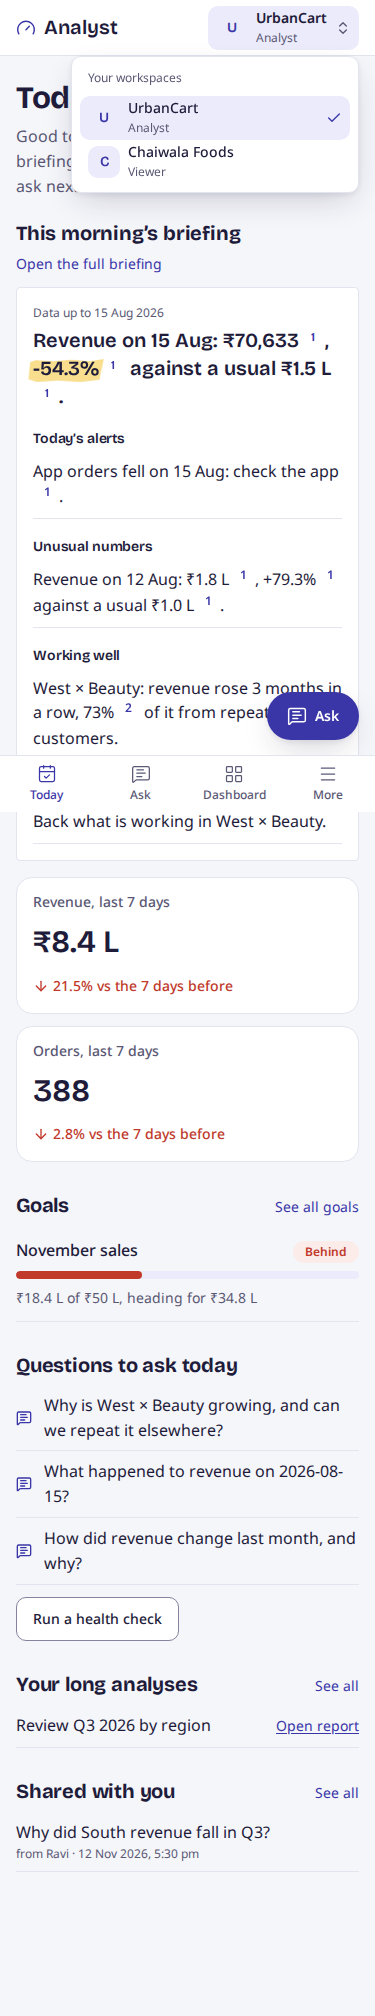 Analyst
U
UrbanCart
Analyst
Your workspaces
U
UrbanCart
Analyst
C
Chaiwala Foods
Viewer
Tod
Good to
briefing
ask nex
This morning's briefing
Open the full briefing
Data up to 15 Aug 2026
Revenue on 15 Aug: ₹70,633 1 ,
-54.3% 1 against a usual ₹1.5 L
1 .
Today's alerts
App orders fell on 15 Aug: check the app
1 .
Unusual numbers
Revenue on 12 Aug: ₹1.8 L 1 , +79.3% 1
against a usual ₹1.0 L 1 .
Working well
West × Beauty: revenue rose 3 months in
a row, 73% 2 of it from repeat
customers.
Ask
Today
Ask
Dashboard
More
Back what is working in West × Beauty.
Revenue, last 7 days
₹8.4 L
↓ 21.5% vs the 7 days before
Orders, last 7 days
388
↓ 2.8% vs the 7 days before
Goals
See all goals
November sales
Behind
₹18.4 L of ₹50 L, heading for ₹34.8 L
Questions to ask today
Why is West × Beauty growing, and can
we repeat it elsewhere?
What happened to revenue on 2026-08-
15?
How did revenue change last month, and
why?
Run a health check
Your long analyses
See all
Review Q3 2026 by region
Open report
Shared with you
See all
Why did South revenue fall in Q3?
from Ravi · 12 Nov 2026, 5:30 pm